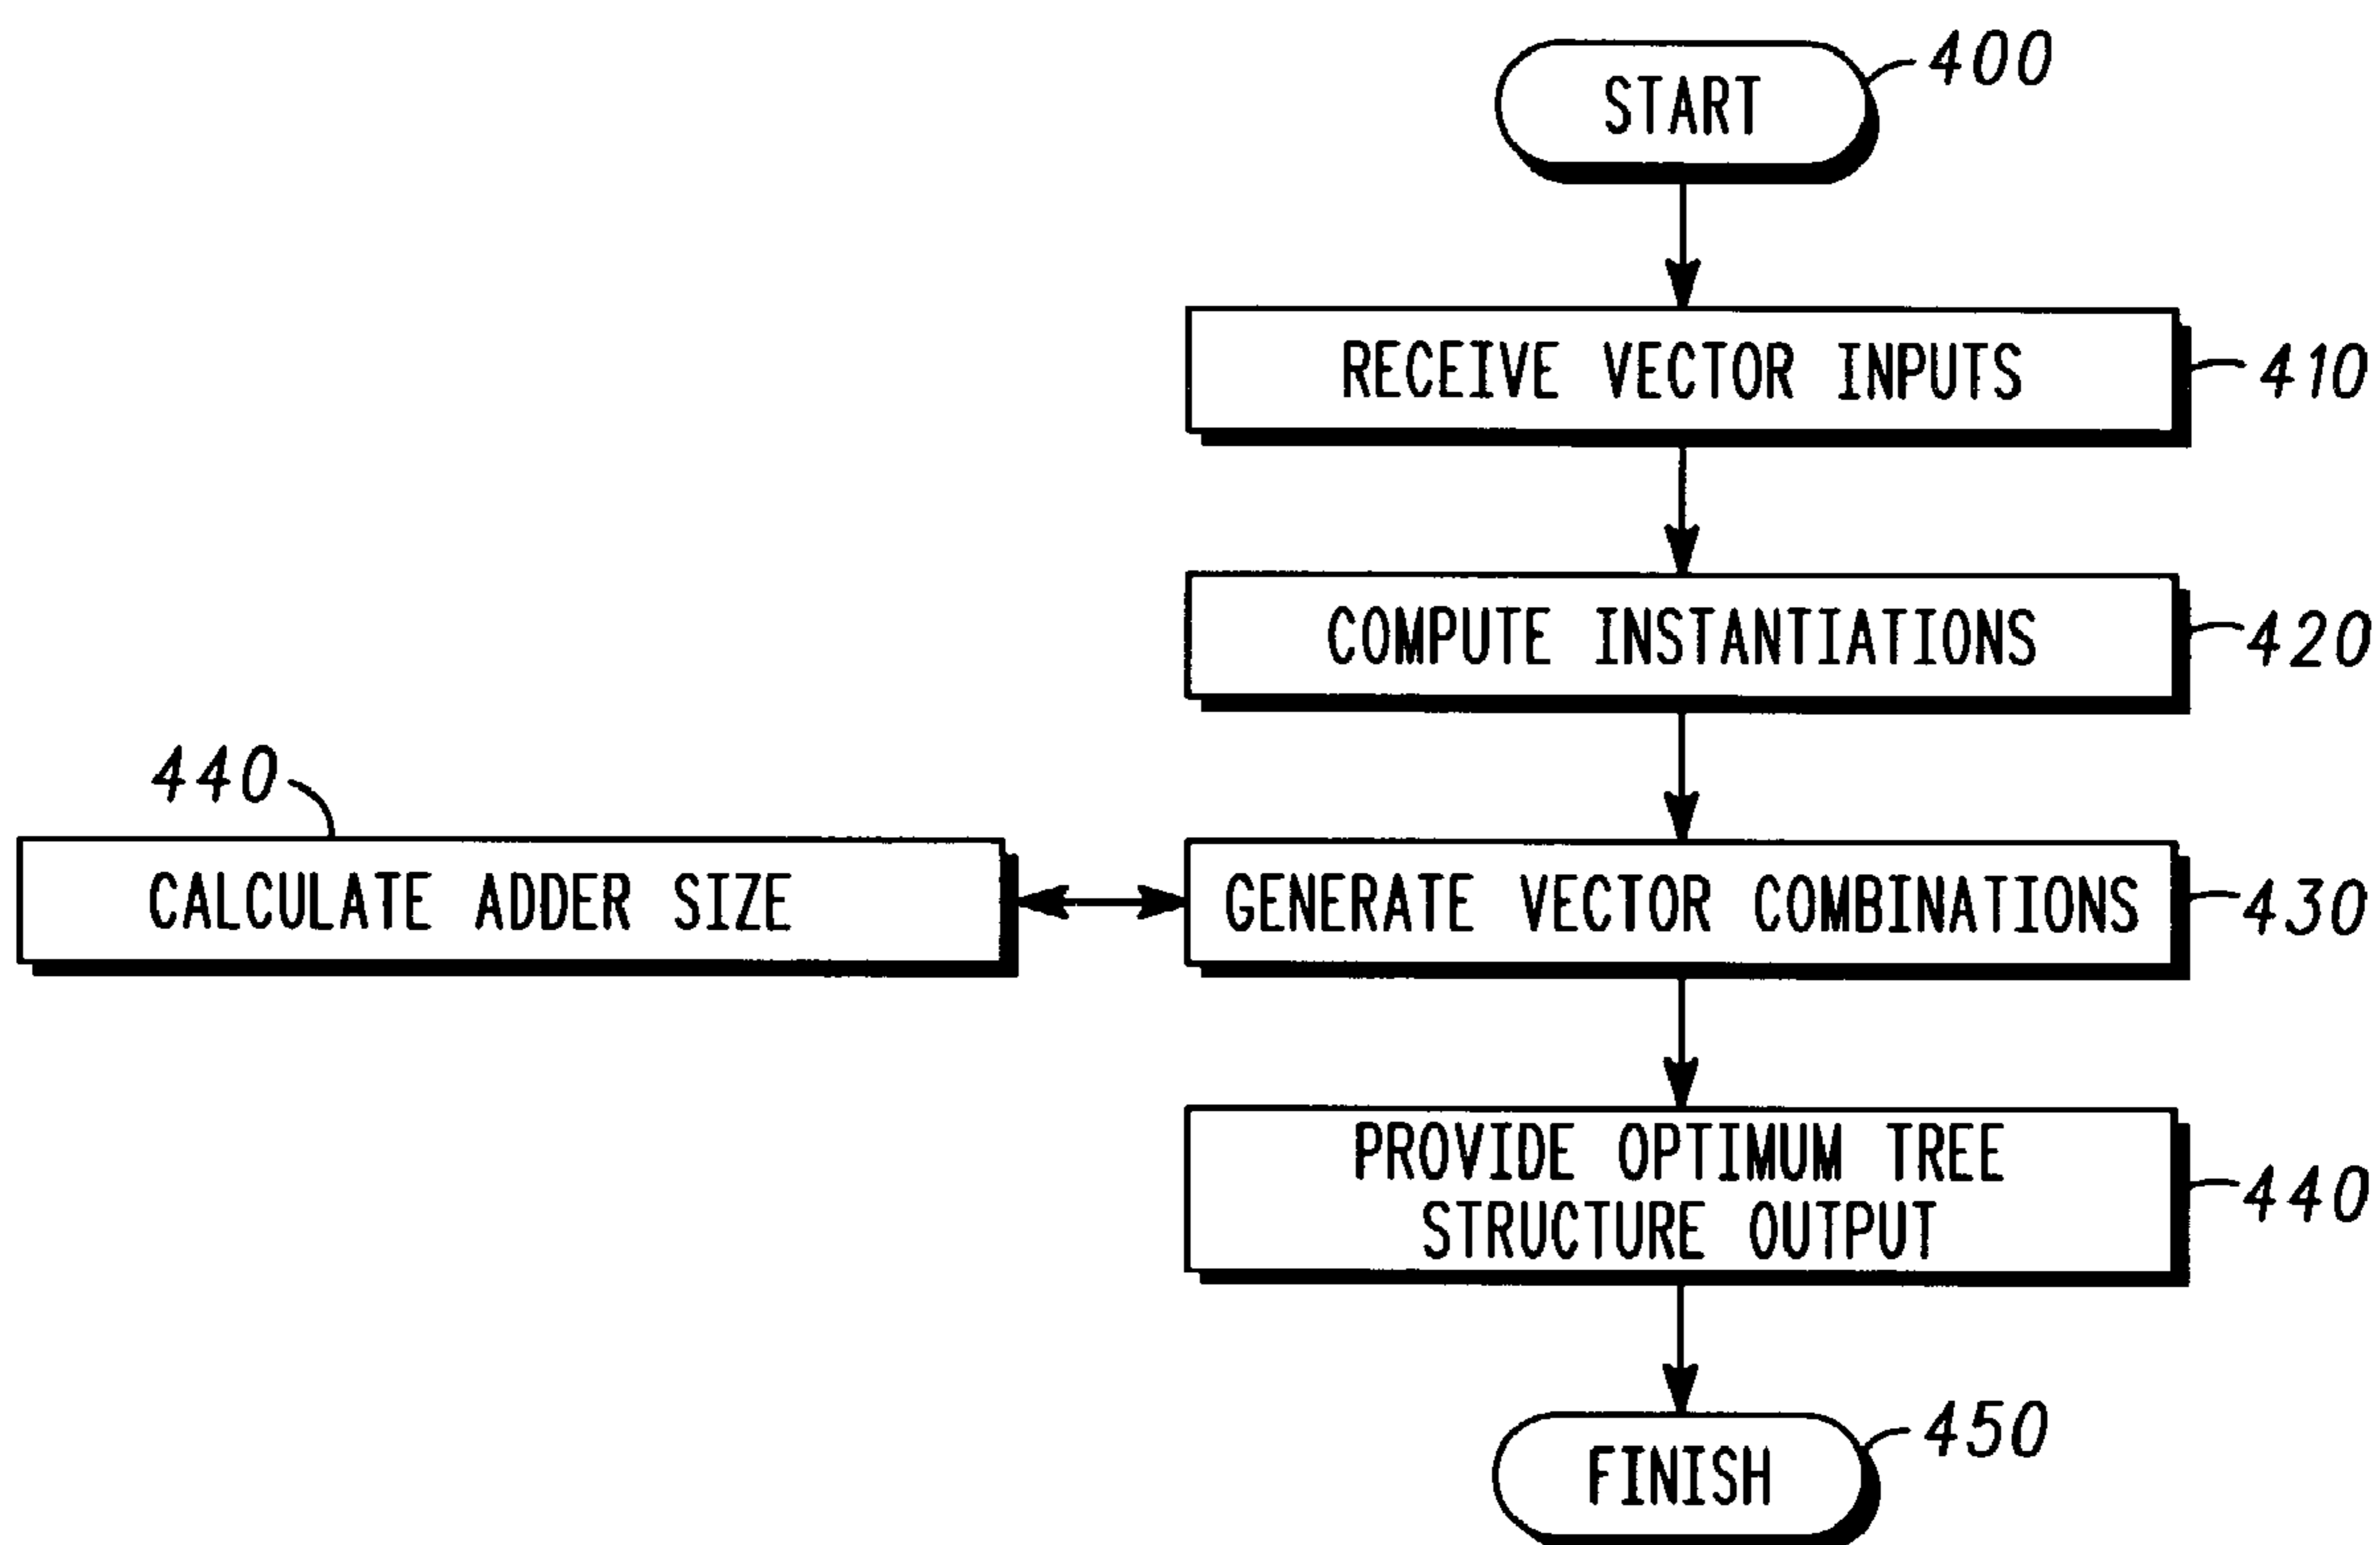 START
400
RECEIVE VECTOR INPUTS
410
COMPUTE INSTANTIATIONS
420
440
CALCULATE ADDER SIZE
GENERATE VECTOR COMBINATIONS
430
PROVIDE OPTIMUM TREE
STRUCTURE OUTPUT
440
FINISH
450